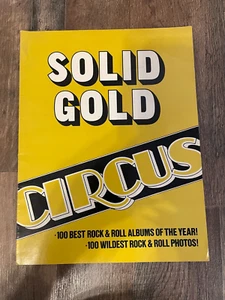 SOLID
GOLD
CIRCUS
·100 BEST ROCK & ROLL ALBUMS OF THE YEAR!
·100 WILDEST ROCK & ROLL PHOTOS!